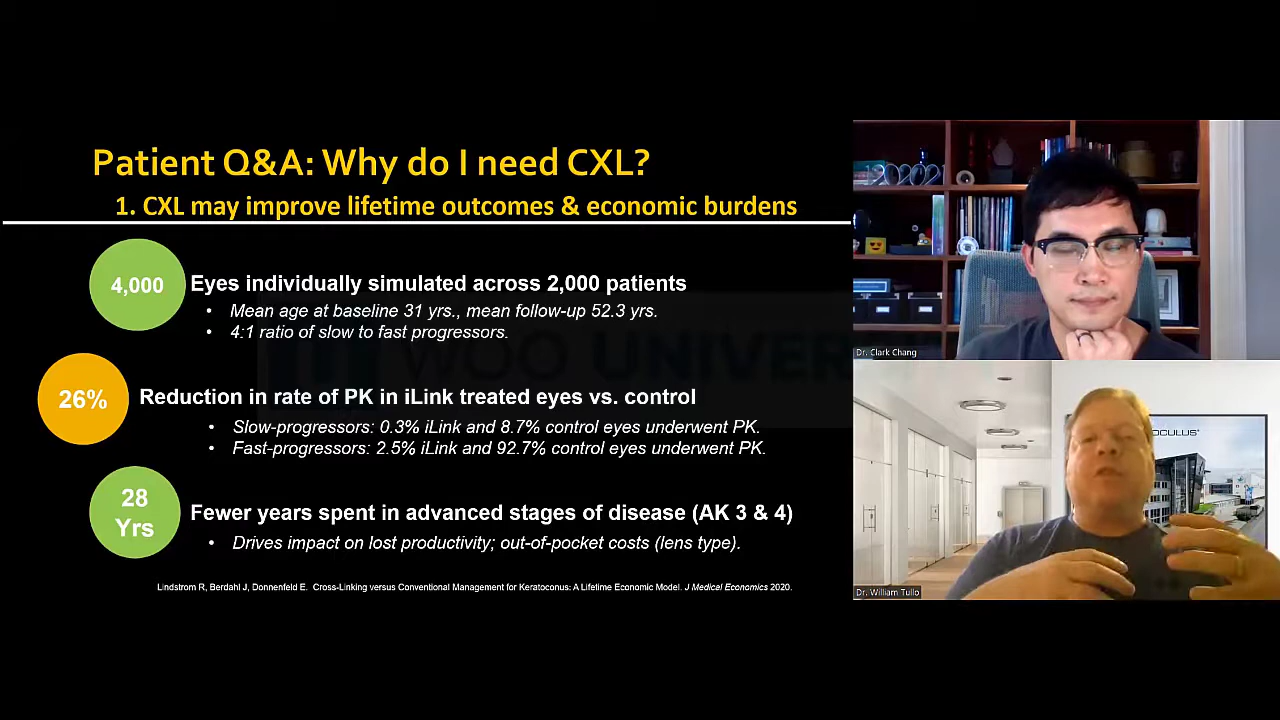 Patient Q&A: Why do I need CXL?
1. CXL may improve lifetime outcomes & economic burdens
4,000
Eyes individually simulated across 2,000 patients
• Mean age at baseline 31 yrs., mean follow-up 52.3 yrs.
• 4:1 ratio of slow to fast progressors.
WOO UNIVER
26%
Reduction in rate of PK in iLink treated eyes vs. control
• Slow-progressors: 0.3% iLink and 8.7% control eyes underwent PK.
• Fast-progressors: 2.5% iLink and 92.7% control eyes underwent PK.
28
Yrs
Fewer years spent in advanced stages of disease (AK 3 & 4)
• Drives impact on lost productivity; out-of-pocket costs (lens type).
Lindstrom R, Berdahl J, Donnenfeld E. Cross-Linking versus Conventional Management for Keratoconus: A Lifetime Economic Model. J Medical Economics 2020.
Dr. Clark Chang
OCULUS®
Dr. William Tullo